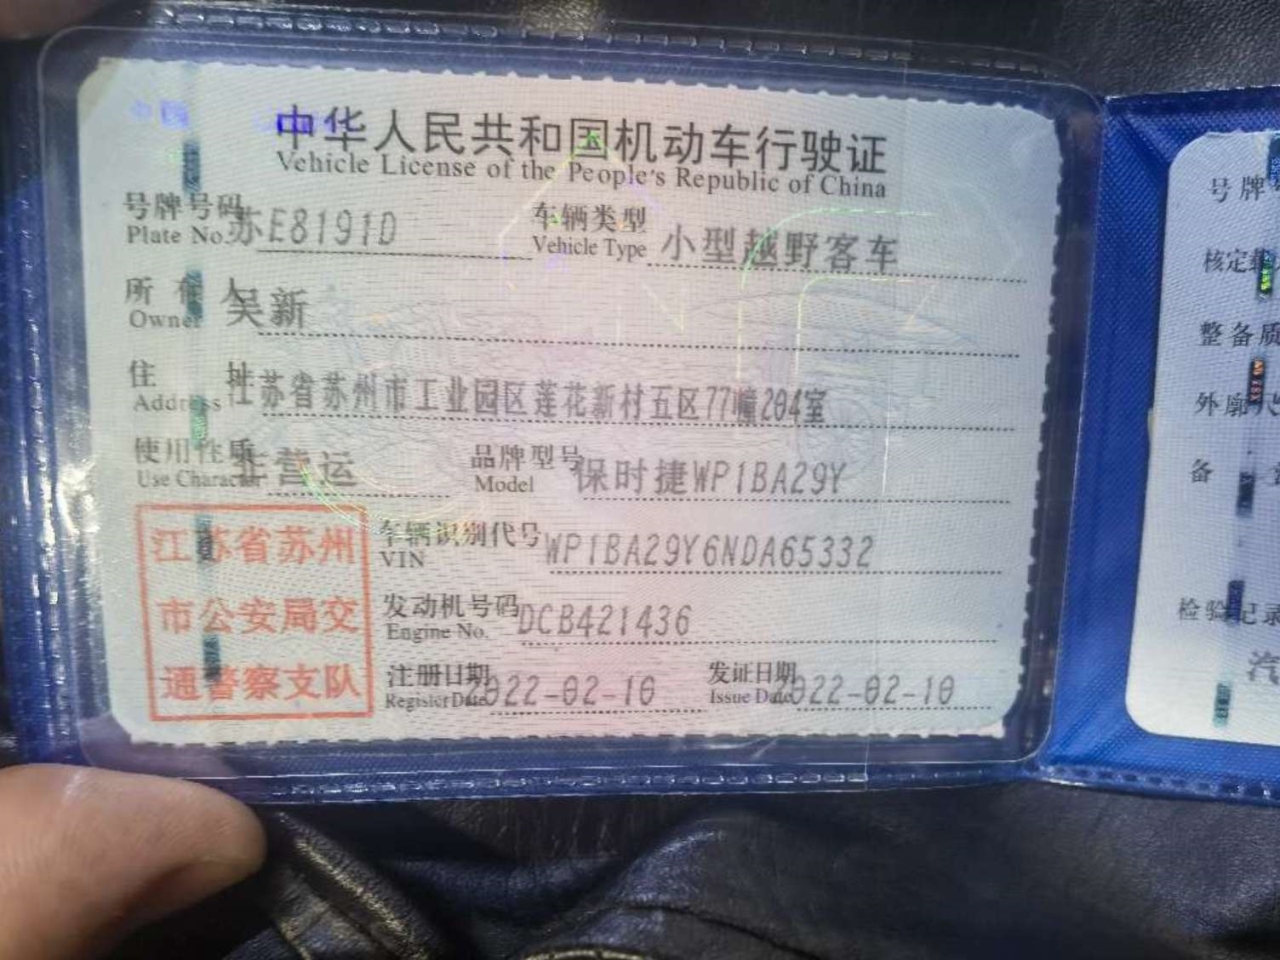 中华人民共和国机动车行驶证
Vehicle License of the People's Republic of China
号牌号码 苏E8191D 车辆类型 小型越野客车
Plate No. Vehicle Type
所有人 吴新
Owner
住址 江苏省苏州市工业园区莲花新村五区77幢204室
Address
使用性质 非营运 品牌型号 保时捷WP1BA29Y
Use Character Model
江苏省苏州
市公安局交
通警察支队
车辆识别代号 WP1BA29Y6NDA65332
VIN
发动机号码 DCB421436
Engine No.
注册日期 2022-02-10 发证日期 2022-02-10
Register Date Issue Date
号牌
核定
整备质
外廓
备
检验记录
汽